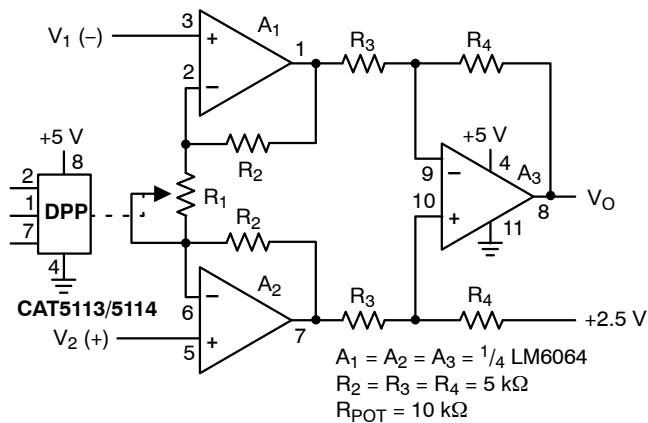 V1 (−)
3
+
A1
1
2
−
R3
R4
R2
+5 V
8
2
1
7
DPP
4
CAT5113/5114
R1
R2
+5 V
4
A3
9
−
10
+
8
11
VO
−
6
A2
7
V2 (+)
5
+
R3
R4
+2.5 V
A1 = A2 = A3 = 1/4 LM6064
R2 = R3 = R4 = 5 kΩ
RPOT = 10 kΩ